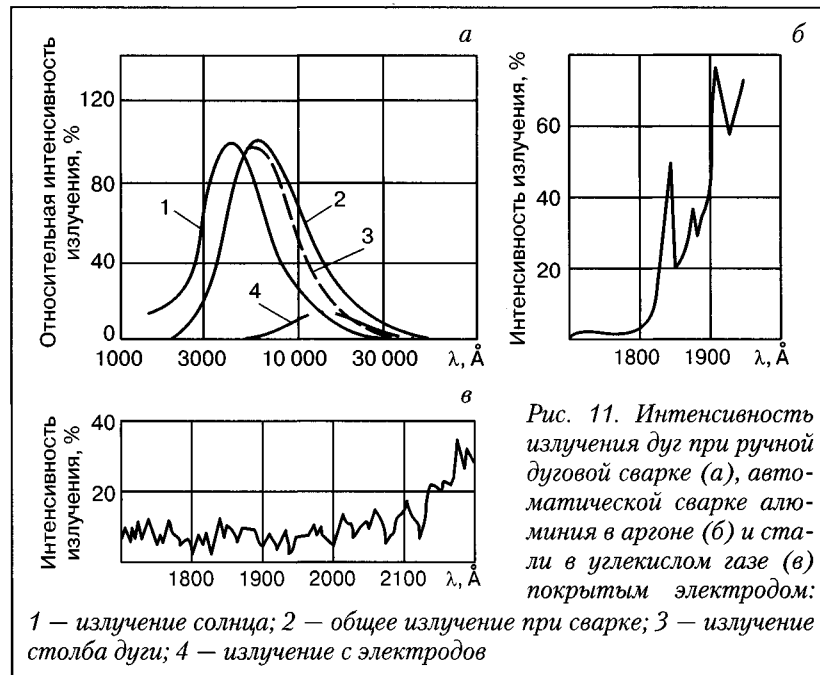 а
Относительная интенсивность
излучения, %
120
80
40
0
1
2
3
4
1000 3000 10 000 30 000 λ, Å
б
Интенсивность излучения, %
60
40
20
1800 1900 λ, Å
в
Интенсивность
излучения, %
40
20
1800 1900 2000 2100 λ, Å
Рис. 11. Интенсивность
излучения дуг при ручной
дуговой сварке (а), авто-
матической сварке алю-
миния в аргоне (б) и ста-
ли в углекислом газе (в)
покрытым электродом:
1 — излучение солнца; 2 — общее излучение при сварке; 3 — излучение
столба дуги; 4 — излучение с электродов